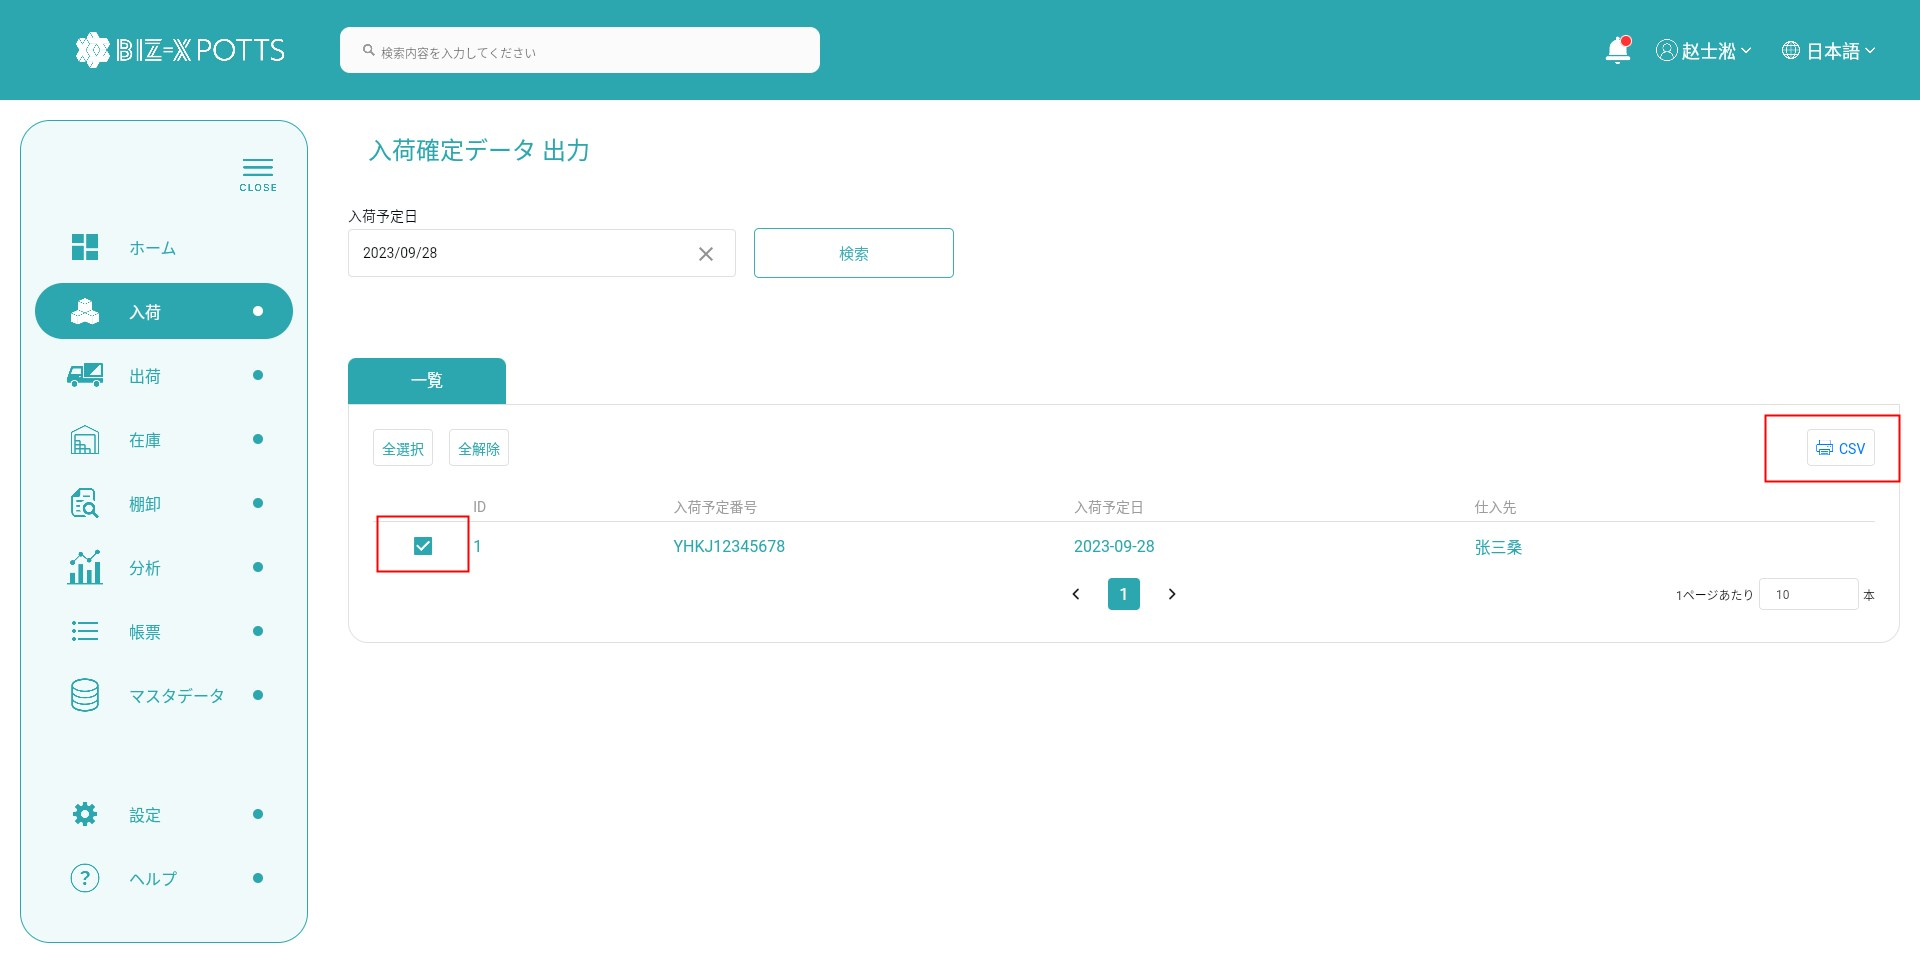 BIZ=X POTTS
検索内容を入力してください
赵士淞
日本語
CLOSE
ホーム
入荷
出荷
在庫
棚卸
分析
帳票
マスタデータ
設定
?
ヘルプ
入荷確定データ 出力
入荷予定日
2023/09/28
検索
一覧
全選択 全解除
CSV
ID 入荷予定番号 入荷予定日 仕入先
1 YHKJ12345678 2023-09-28 张三桑
1
1ページあたり 10 本